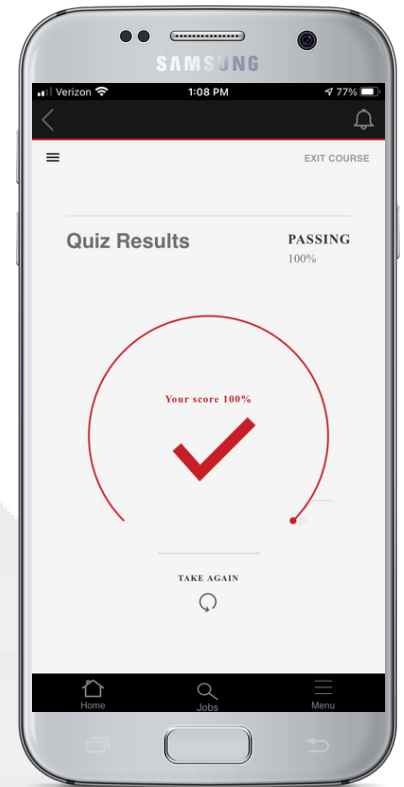 SAMSUNG
Verizon 1:08 PM 77%
EXIT COURSE
Quiz Results PASSING
100%
Your score 100%
TAKE AGAIN
Home Jobs Menu